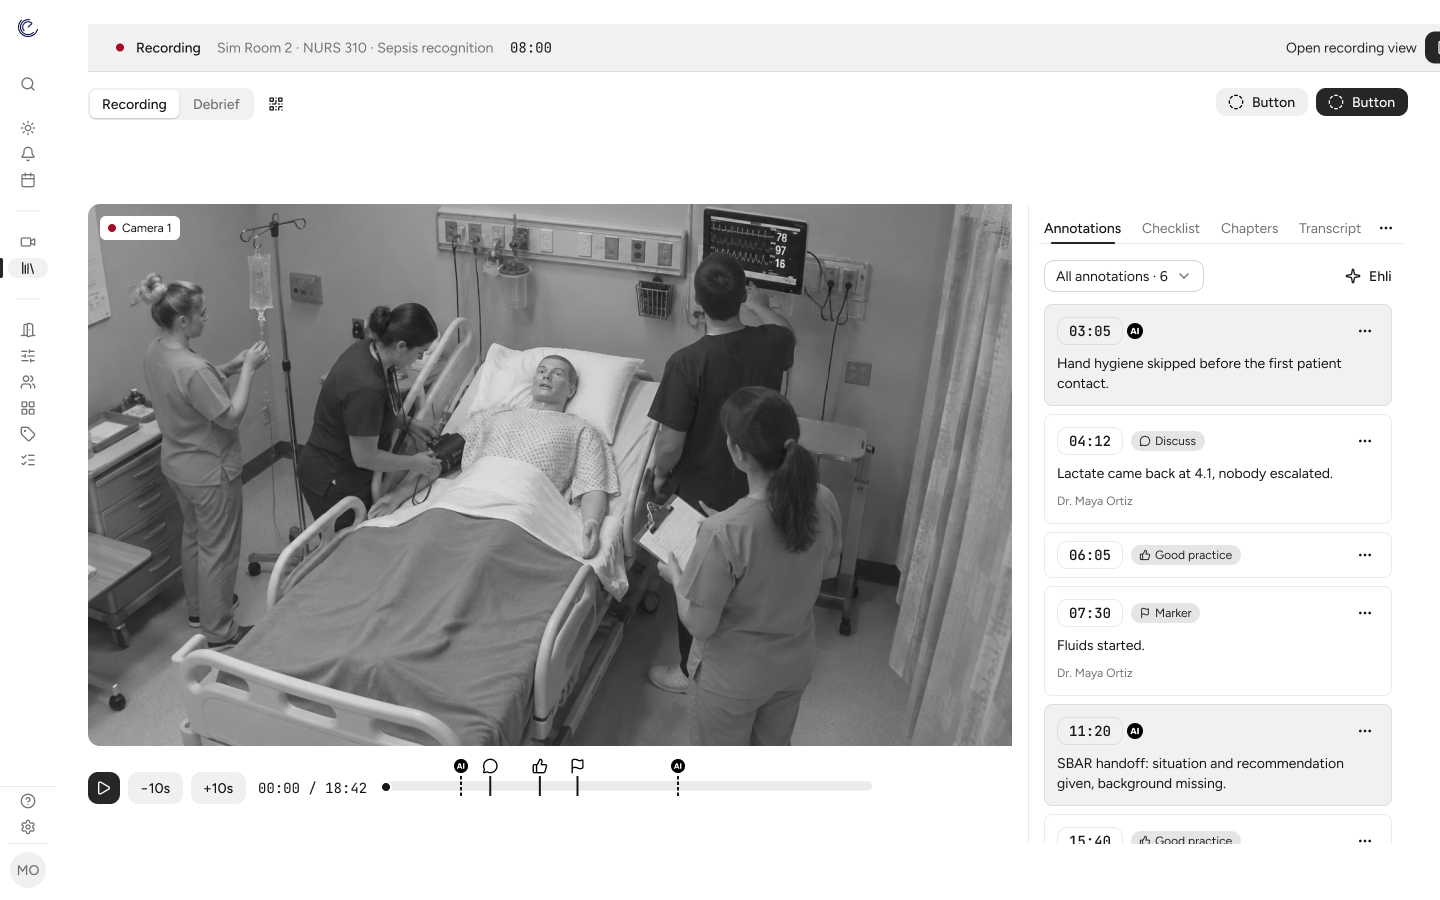 Recording Sim Room 2 · NURS 310 · Sepsis recognition 08:00 Open recording view
Recording Debrief Button Button
Camera 1
78
97
16
Annotations Checklist Chapters Transcript
All annotations · 6 Ehli
03:05 AI
Hand hygiene skipped before the first patient
contact.
04:12 Discuss
Lactate came back at 4.1, nobody escalated.
Dr. Maya Ortiz
06:05 Good practice
07:30 Marker
Fluids started.
Dr. Maya Ortiz
11:20 AI
SBAR handoff: situation and recommendation
given, background missing.
15:40 Good practice
AI AI
-10s +10s 00:00 / 18:42
MO